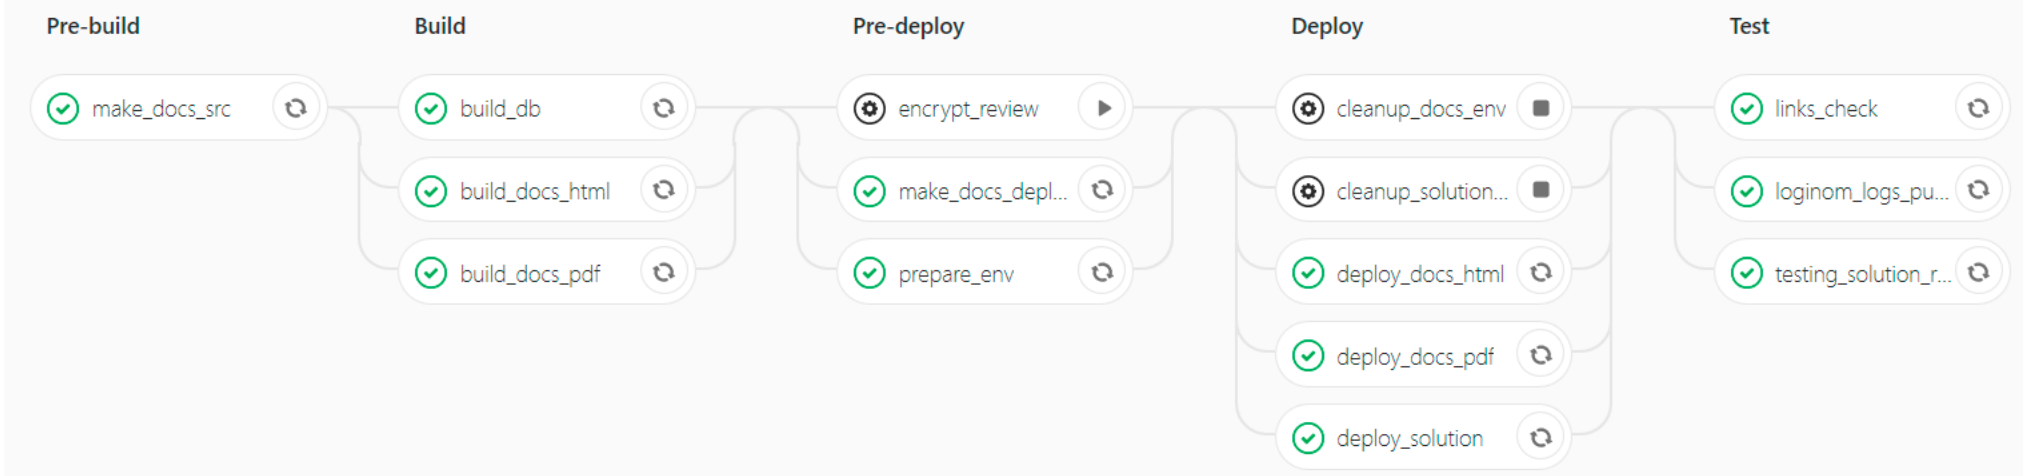 Pre-build
Build
Pre-deploy
Deploy
Test
make_docs_src
build_db
encrypt_review
cleanup_docs_env
links_check
build_docs_html
make_docs_depl...
cleanup_solution...
loginom_logs_pu...
build_docs_pdf
prepare_env
deploy_docs_html
testing_solution_r...
deploy_docs_pdf
deploy_solution